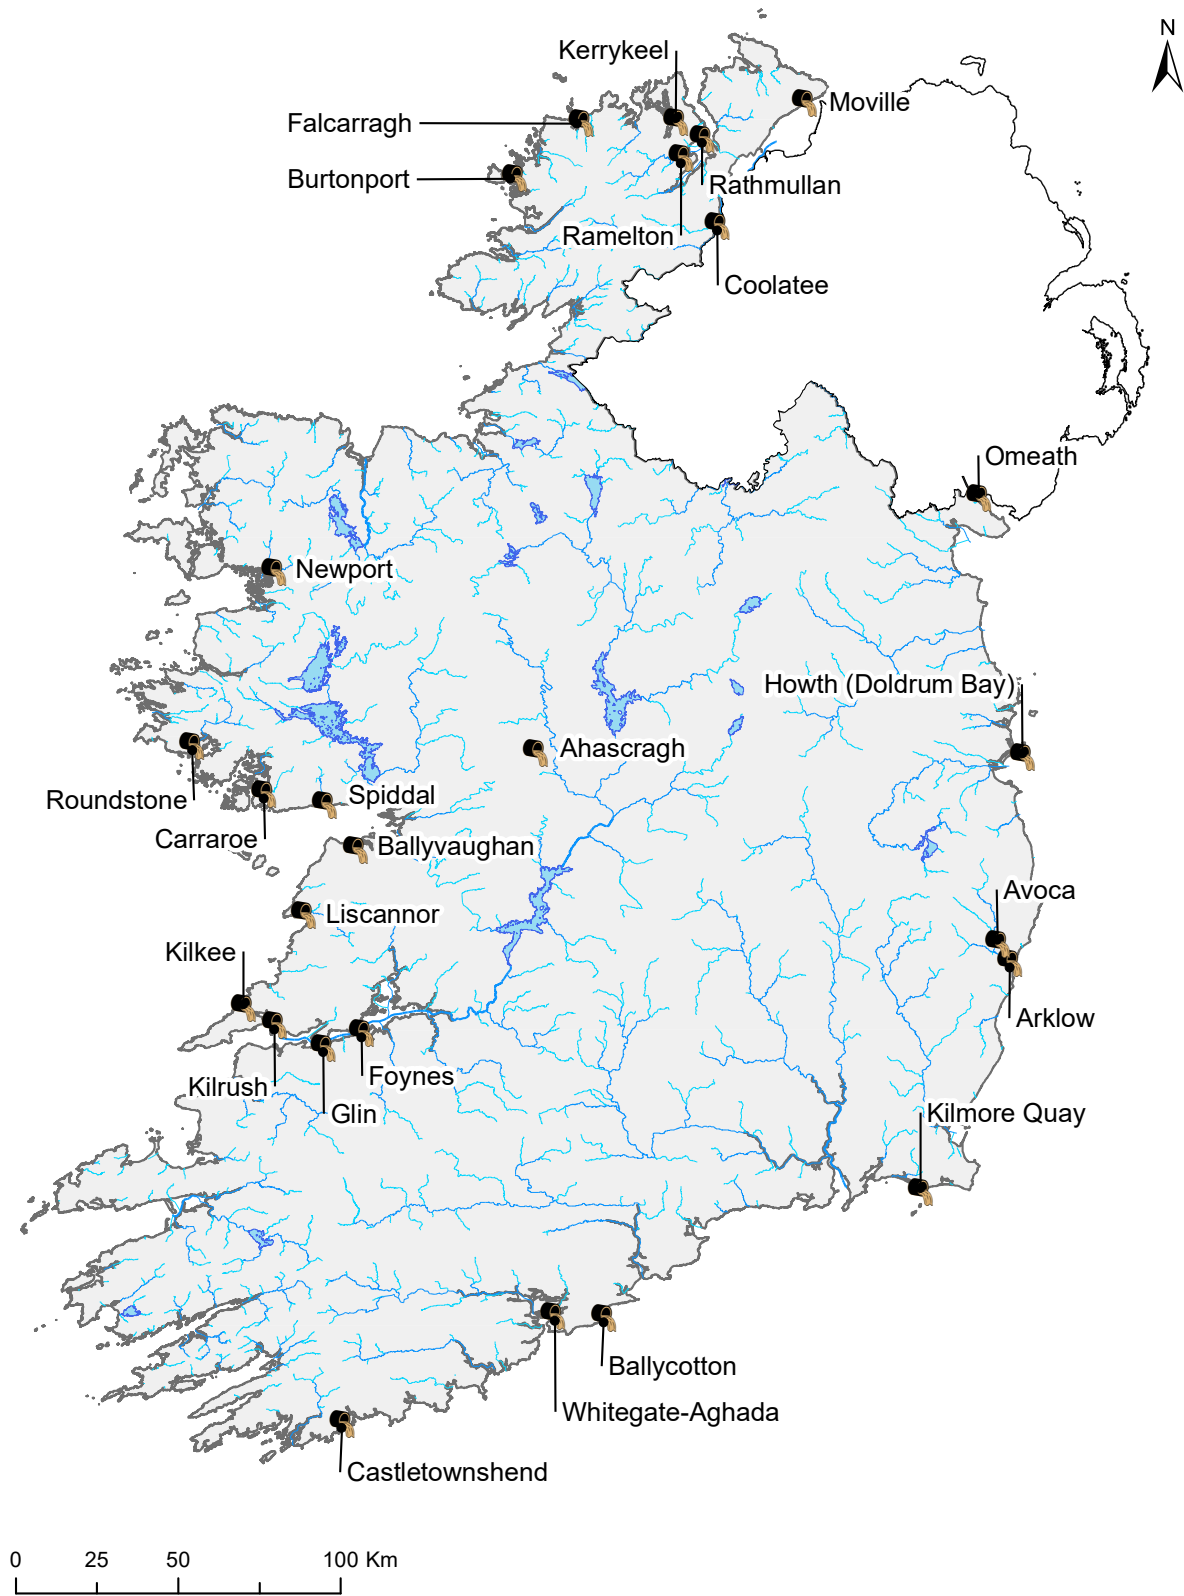 N
Kerrykeel
Moville
Falcarragh
Burtonport
Rathmullan
Ramelton
Coolatee
Omeath
Newport
Howth (Doldrum Bay)
Ahascragh
Roundstone
Spiddal
Carraroe
Ballyvaughan
Avoca
Liscannor
Kilkee
Arklow
Foynes
Kilrush
Glin
Kilmore Quay
Ballycotton
Whitegate-Aghada
Castletownshend
0 25 50 100 Km